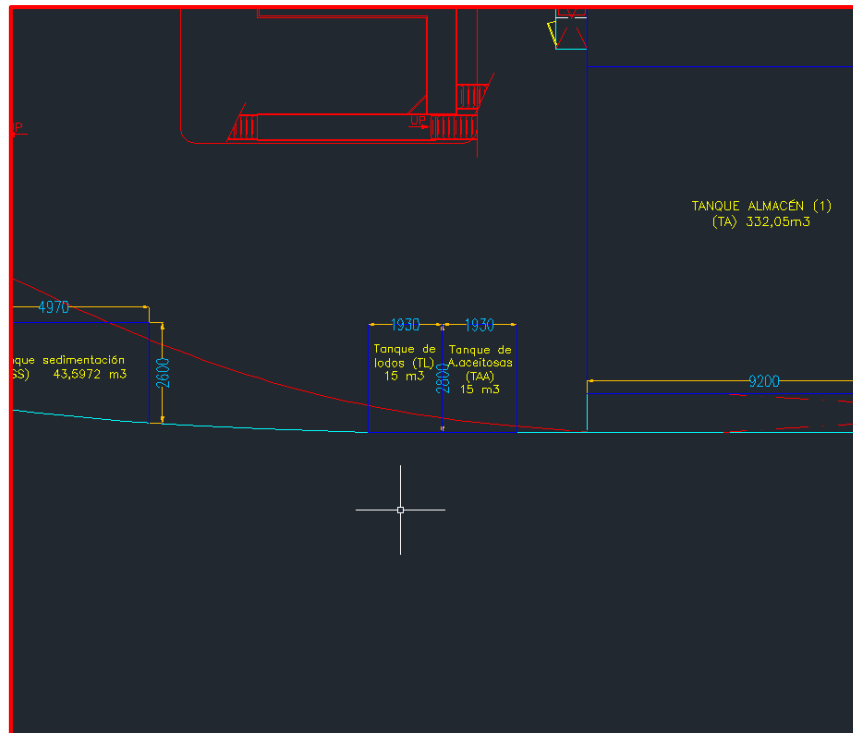 UP
UP
TANQUE ALMACÉN (1)
(TA) 332,05m3
4970
1930
1930
Tanque de
lodos (TL)
15 m3
Tanque de
A.aceitosas
(TAA)
15 m3
que sedimentación
SS) 43,5972 m3
2600
2800
9200